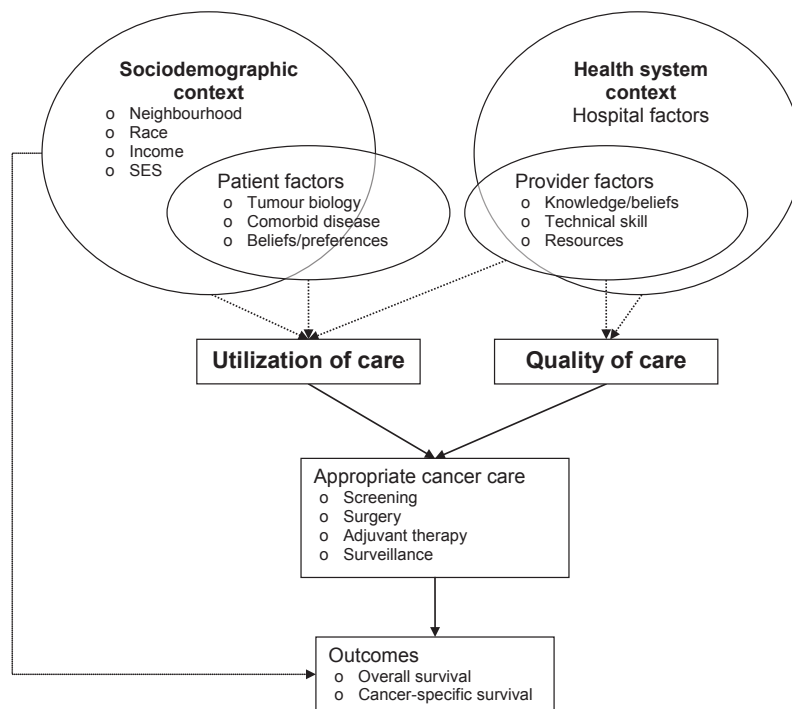 Sociodemographic
context
o Neighbourhood
o Race
o Income
o SES
Patient factors
o Tumour biology
o Comorbid disease
o Beliefs/preferences
Health system
context
Hospital factors
Provider factors
o Knowledge/beliefs
o Technical skill
o Resources
Utilization of care
Quality of care
Appropriate cancer care
o Screening
o Surgery
o Adjuvant therapy
o Surveillance
Outcomes
o Overall survival
o Cancer-specific survival